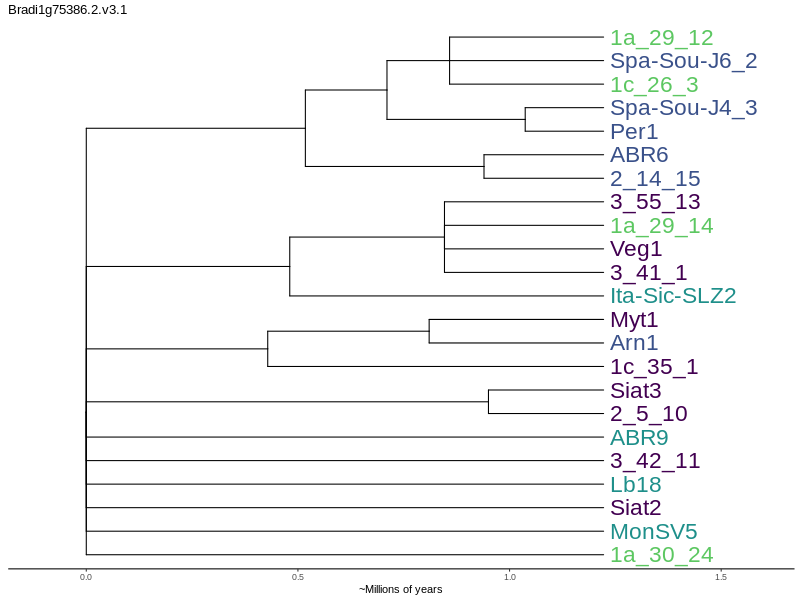 Bradi1g75386.2.v3.1
1a_29_12
Spa-Sou-J6_2
1c_26_3
Spa-Sou-J4_3
Per1
ABR6
2_14_15
3_55_13
1a_29_14
Veg1
3_41_1
Ita-Sic-SLZ2
Myt1
Arn1
1c_35_1
Siat3
2_5_10
ABR9
3_42_11
Lb18
Siat2
MonSV5
1a_30_24
0.0 0.5 1.0 1.5
~Millions of years